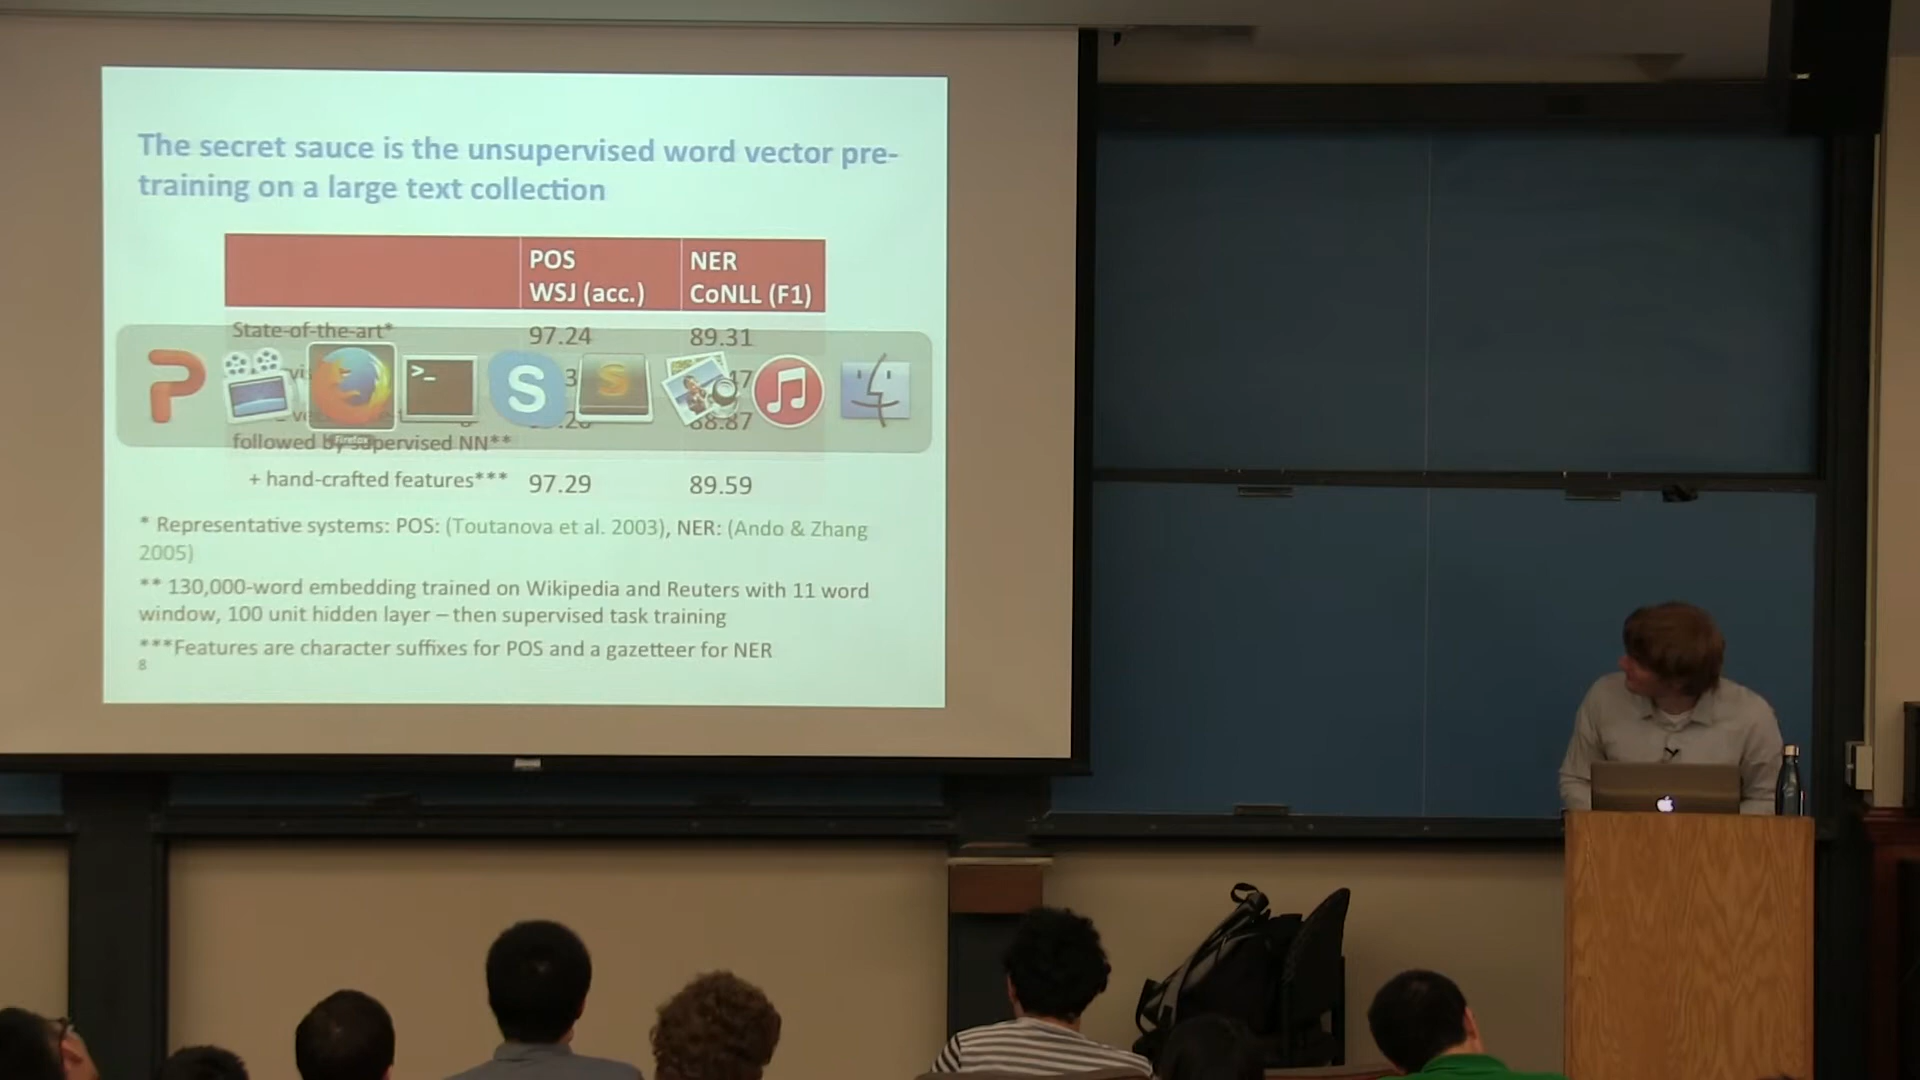 The secret sauce is the unsupervised word vector pre-
training on a large text collection
POS
WSJ (acc.)
NER
CoNLL (F1)
State-of-the-art* 97.24 89.31
followed by supervised NN**
Firefox
+ hand-crafted features*** 97.29 89.59
* Representative systems: POS: (Toutanova et al. 2003), NER: (Ando & Zhang
2005)
** 130,000-word embedding trained on Wikipedia and Reuters with 11 word
window, 100 unit hidden layer – then supervised task training
***Features are character suffixes for POS and a gazetteer for NER
8